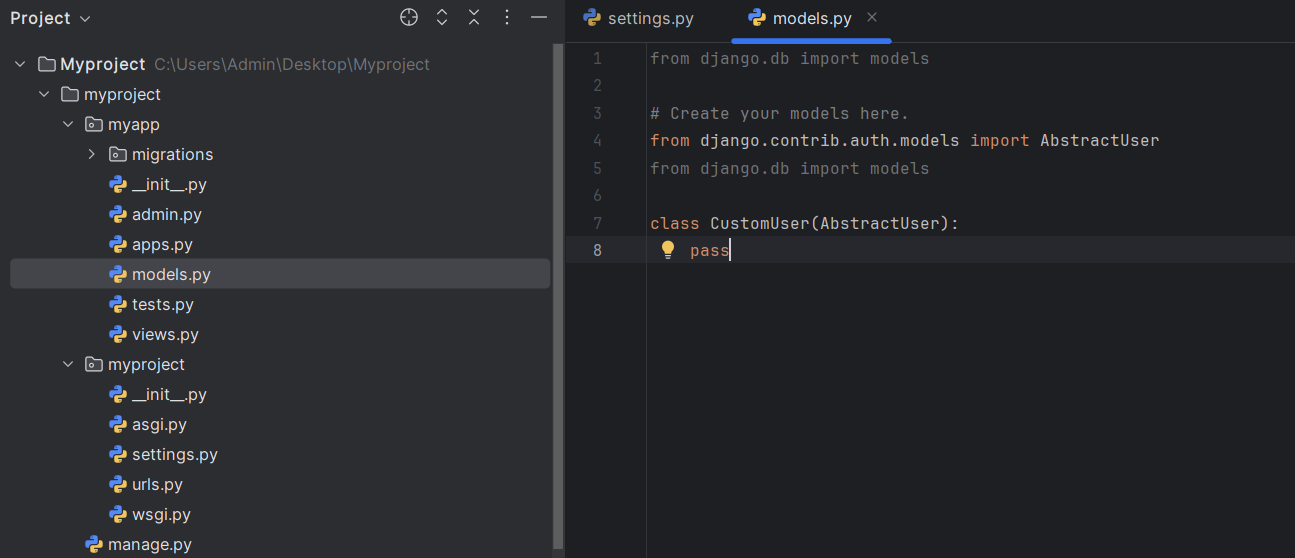 Project
Myproject C:\Users\Admin\Desktop\Myproject
myproject
myapp
migrations
__init__.py
admin.py
apps.py
models.py
tests.py
views.py
myproject
__init__.py
asgi.py
settings.py
urls.py
wsgi.py
manage.py
settings.py models.py
1 from django.db import models
2
3 # Create your models here.
4 from django.contrib.auth.models import AbstractUser
5 from django.db import models
6
7 class CustomUser(AbstractUser):
8 pass